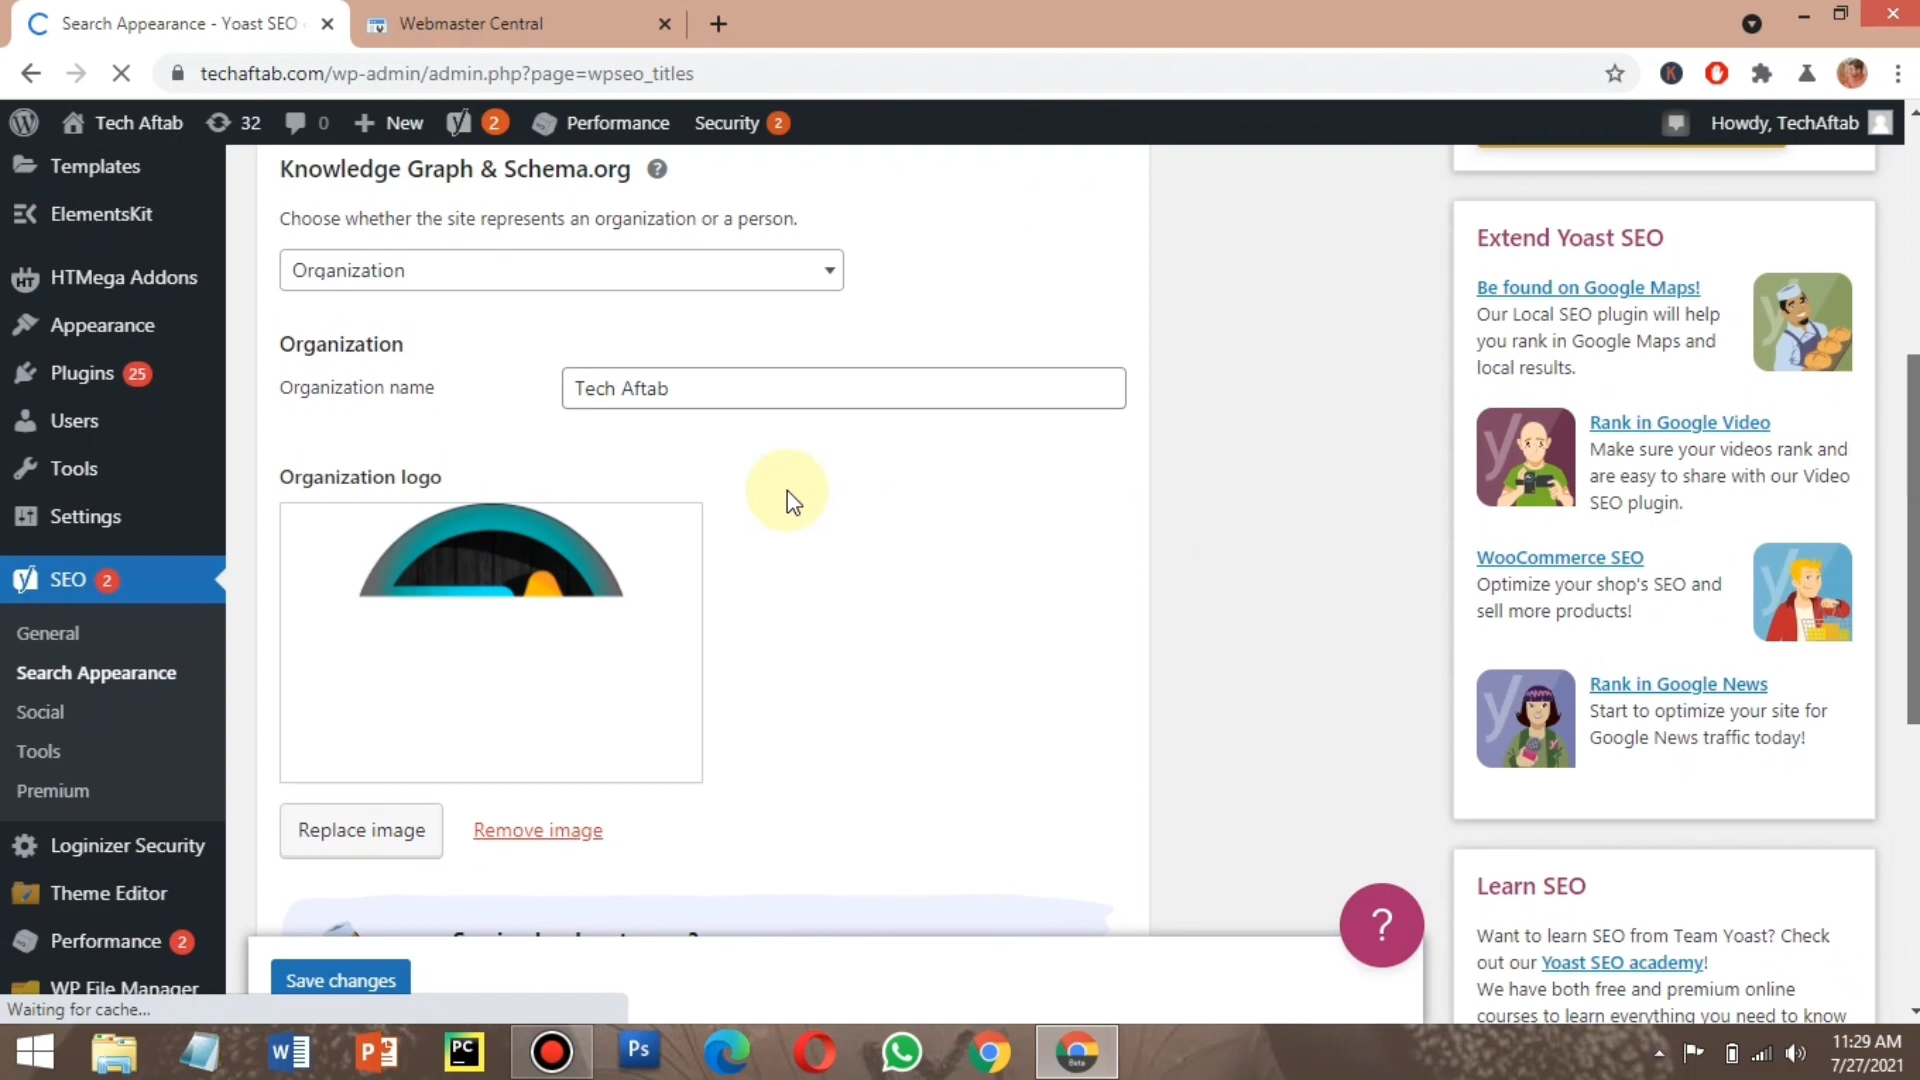 Search Appearance - Yoast SEO
Webmaster Central
techaftab.com/wp-admin/admin.php?page=wpseo_titles
Tech Aftab
32
0
New
2
Performance
Security 2
Howdy, TechAftab
Templates
ElementsKit
HTMega Addons
Appearance
Plugins 25
Users
Tools
Settings
SEO 2
General
Search Appearance
Social
Tools
Premium
Loginizer Security
Theme Editor
Performance 2
WP File Manager
Waiting for cache...
Knowledge Graph & Schema.org
Choose whether the site represents an organization or a person.
Organization
Organization
Organization name
Tech Aftab
Organization logo
Replace image
Remove image
Save changes
?
Extend Yoast SEO
Be found on Google Maps!
Our Local SEO plugin will help
you rank in Google Maps and
local results.
Rank in Google Video
Make sure your videos rank and
are easy to share with our Video
SEO plugin.
WooCommerce SEO
Optimize your shop's SEO and
sell more products!
Rank in Google News
Start to optimize your site for
Google News traffic today!
Learn SEO
Want to learn SEO from Team Yoast? Check
out our Yoast SEO academy!
We have both free and premium online
courses to learn everything you need to know
PC
Ps
Beta
11:29 AM
7/27/2021